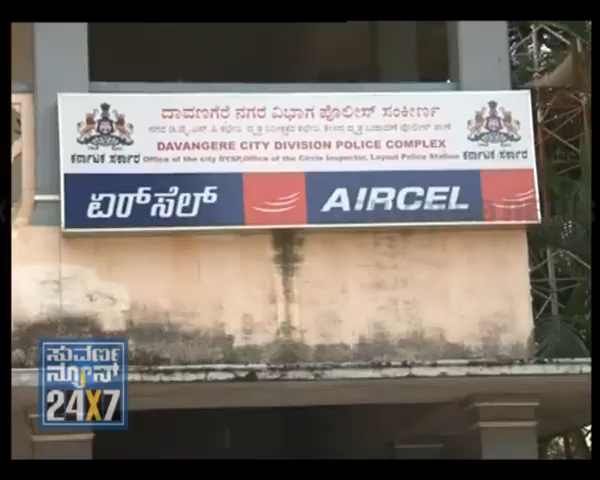 ದಾವಣಗೆರೆ ನಗರ ವಿಭಾಗ ಪೊಲೀಸ್ ಸಂಕೀರ್ಣ
DAVANGERE CITY DIVISION POLICE COMPLEX
ಕರ್ನಾಟಕ ಸರ್ಕಾರ Office of the city DYSP,Office of the Circle Inspector, Layout Police Station ಕರ್ನಾಟಕ ಸರ್ಕಾರ
ಏರ್‌ಸೆಲ್ AIRCEL
ಸುವರ್ಣ
ನ್ಯೂಸ್
24X7